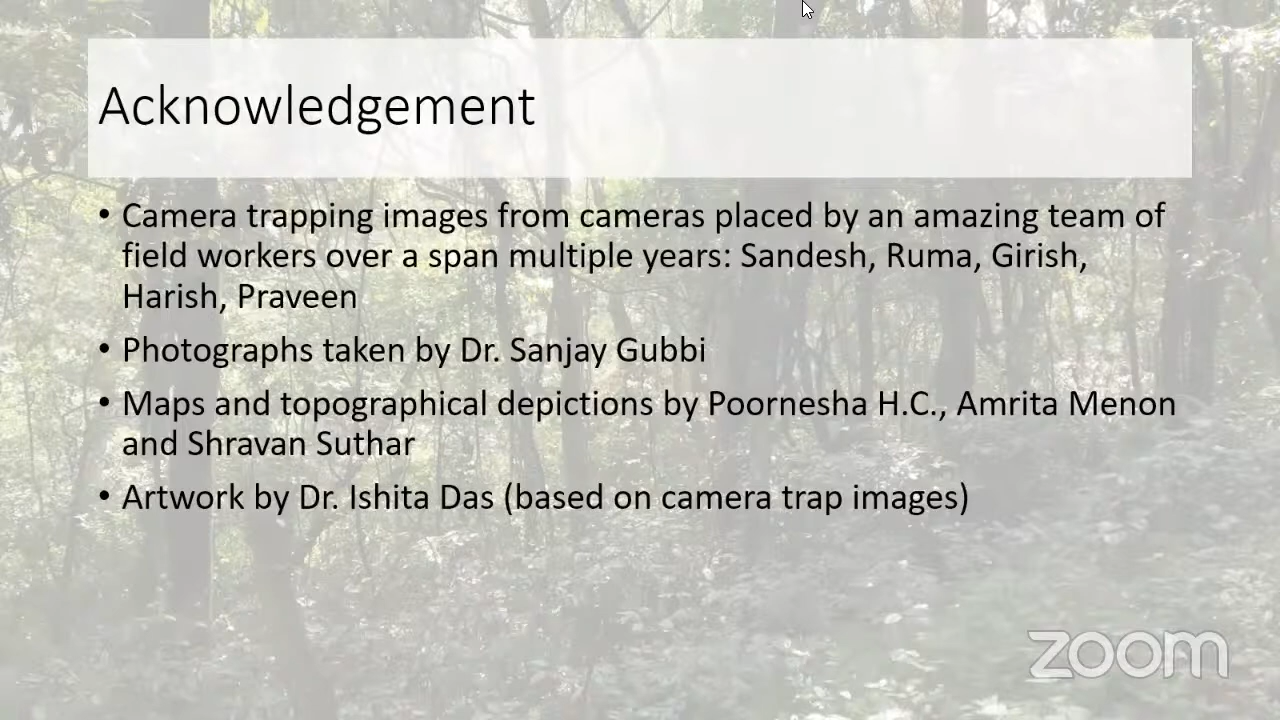 Acknowledgement
• Camera trapping images from cameras placed by an amazing team of
field workers over a span multiple years: Sandesh, Ruma, Girish,
Harish, Praveen
• Photographs taken by Dr. Sanjay Gubbi
• Maps and topographical depictions by Poornesha H.C., Amrita Menon
and Shravan Suthar
• Artwork by Dr. Ishita Das (based on camera trap images)
zoom